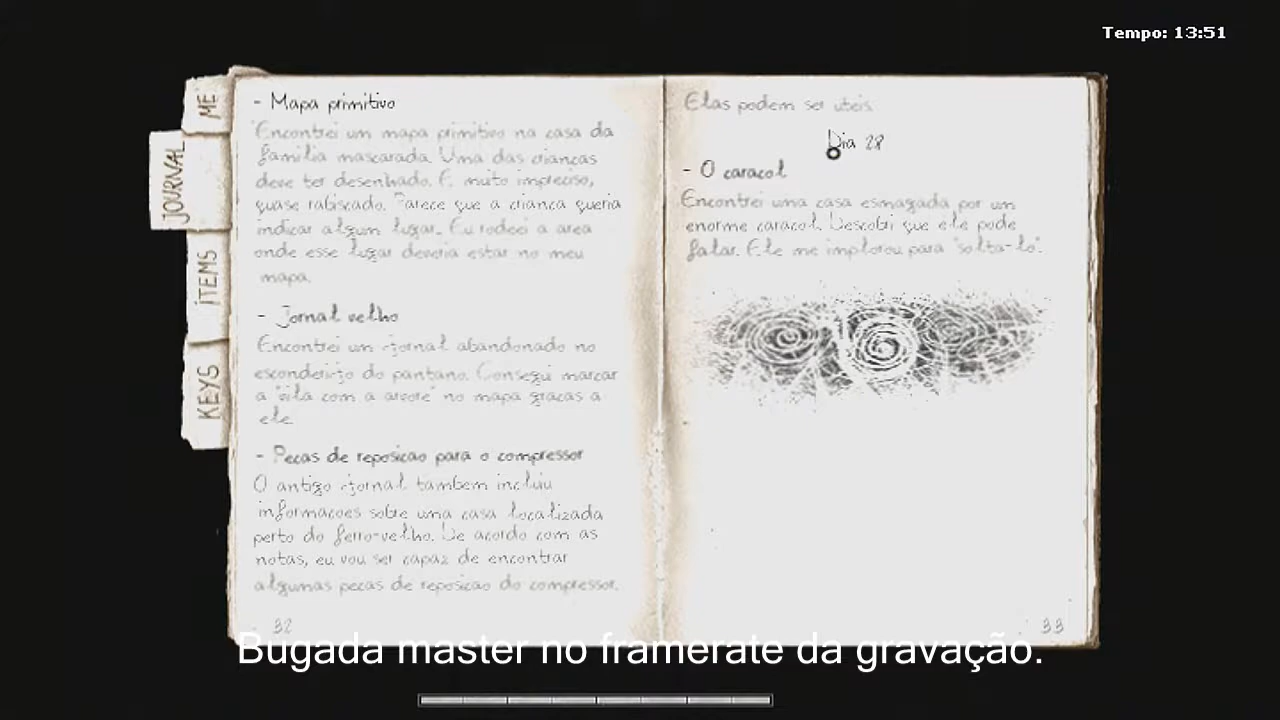 Tempo: 13:51
ME
JOURNAL
ITEMS
KEYS
- Mapa primitivo
Encontrei um mapa primitivo na casa da
familia mascarada. Uma das criancas
deve ter desenhado. E muito impreciso,
quase rabiscado. Parece que a crianca queria
indicar algum lugar. Eu rodeei a area
onde esse lugar deveria estar no meu
mapa.
- Jornal velho
Encontrei um jornal abandonado no
esconderijo do pantano. Consegui marcar
a "vila com a arvore" no mapa gracas a
ele.
- Pecas de reposicao para o compressor
O antigo jornal tambem incluiu
informacoes sobre uma casa localizada
perto do ferro-velho. De acordo com as
notas, eu vou ser capaz de encontrar
algumas pecas de reposicao do compressor.
32
Elas podem ser uteis.
Dia 28
- O caracol
Encontrei uma casa esmagada por um
enorme caracol. Descobri que ele pode
falar. Ele me implorou para "solta-lo".
33
Bugada master no framerate da gravação.